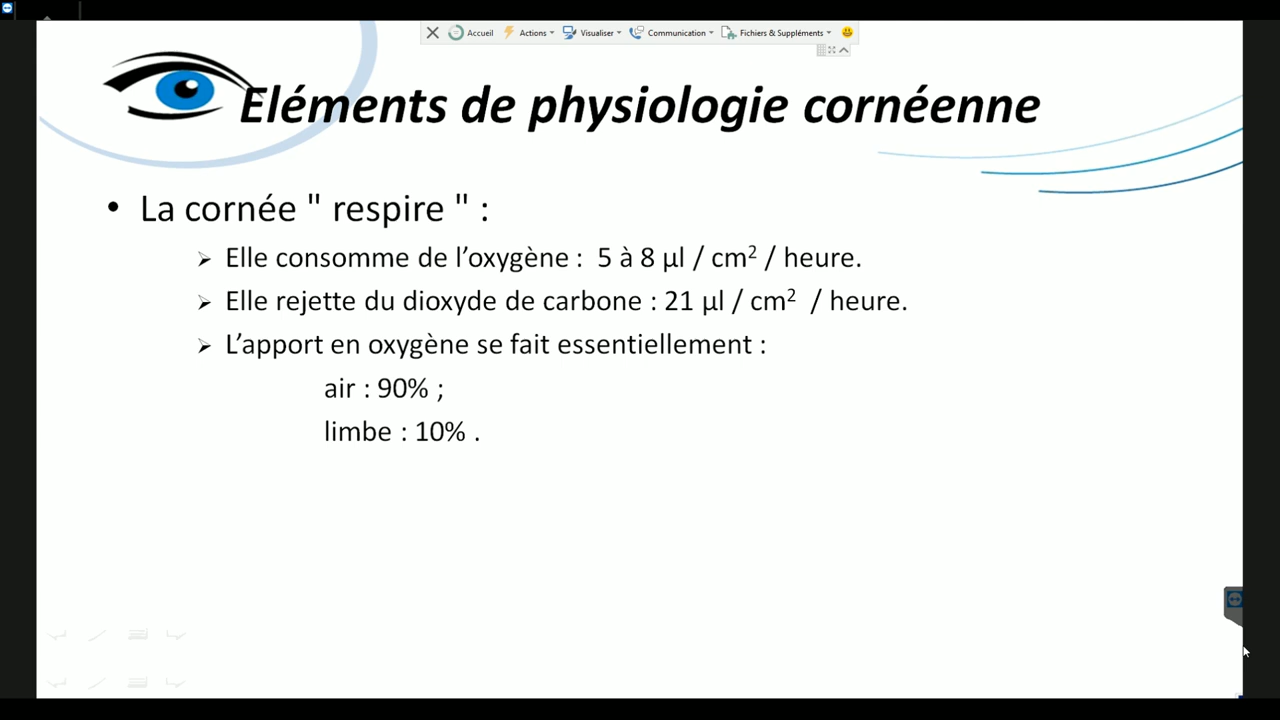 Accueil
Actions
Visualiser
Communication
Fichiers & Suppléments
Eléments de physiologie cornéenne
• La cornée " respire " :
➢ Elle consomme de l’oxygène : 5 à 8 µl / cm² / heure.
➢ Elle rejette du dioxyde de carbone : 21 µl / cm² / heure.
➢ L’apport en oxygène se fait essentiellement :
air : 90% ;
limbe : 10% .